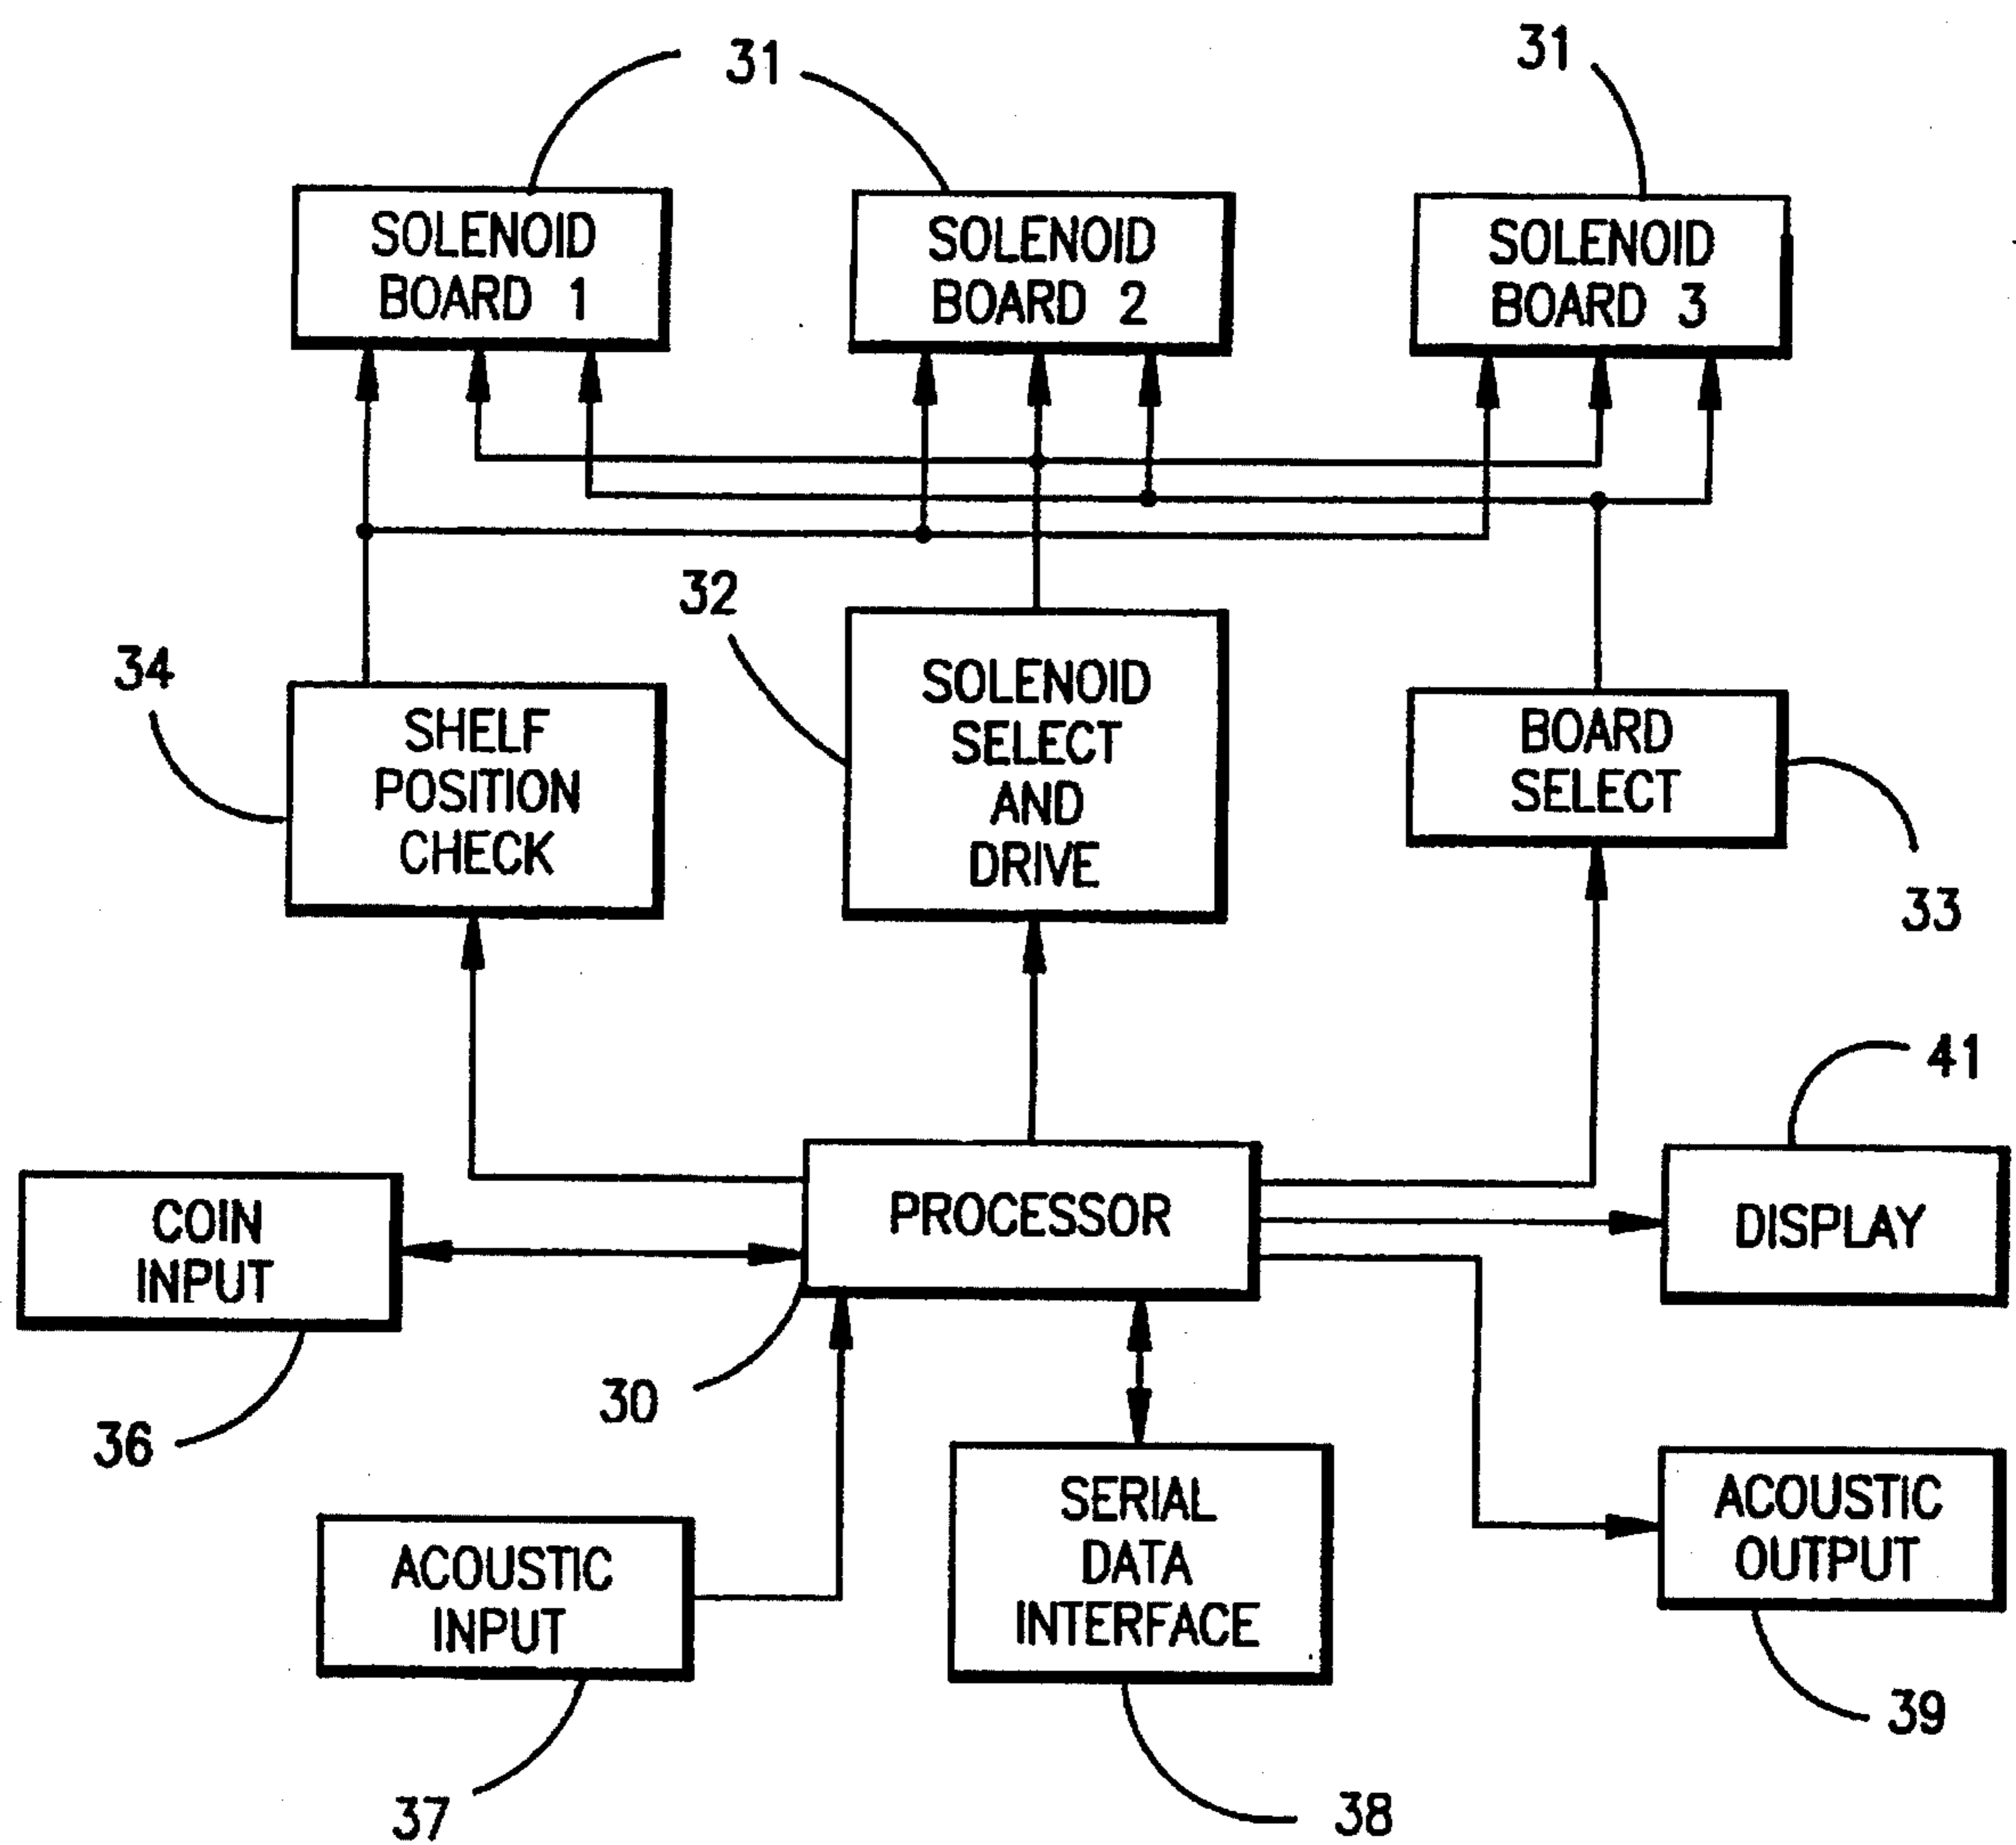 31
31
SOLENOID
BOARD 1
SOLENOID
BOARD 2
SOLENOID
BOARD 3
32
34
SHELF
POSITION
CHECK
SOLENOID
SELECT
AND
DRIVE
BOARD
SELECT
33
41
COIN
INPUT
PROCESSOR
DISPLAY
30
36
ACOUSTIC
INPUT
SERIAL
DATA
INTERFACE
ACOUSTIC
OUTPUT
39
37
38